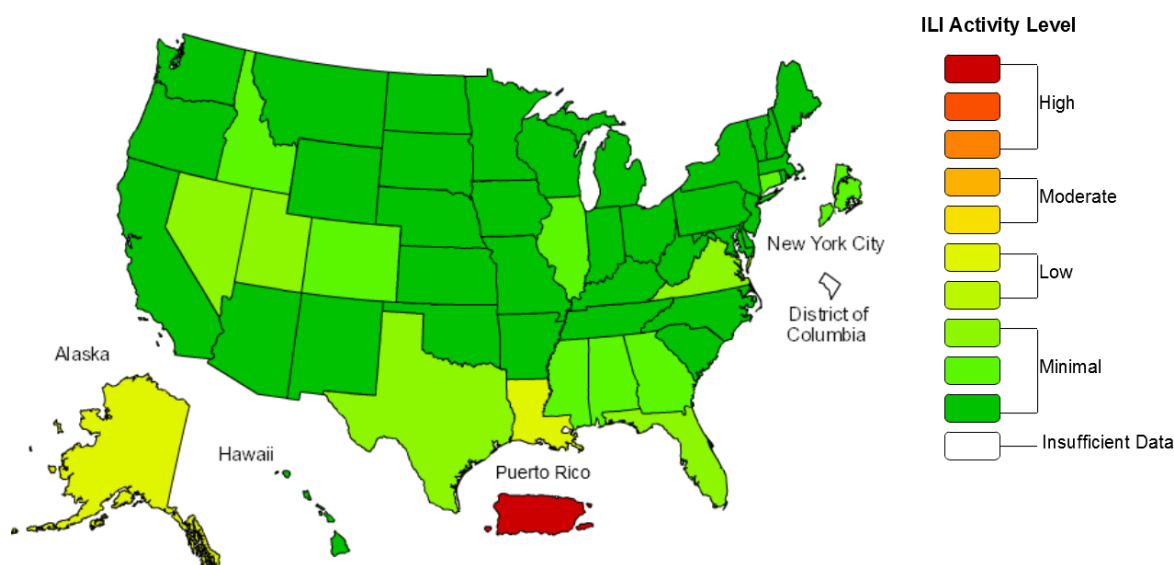 ILI Activity Level
High
Moderate
Low
Minimal
Insufficient Data
New York City
District of
Columbia
Alaska
Hawaii
Puerto Rico